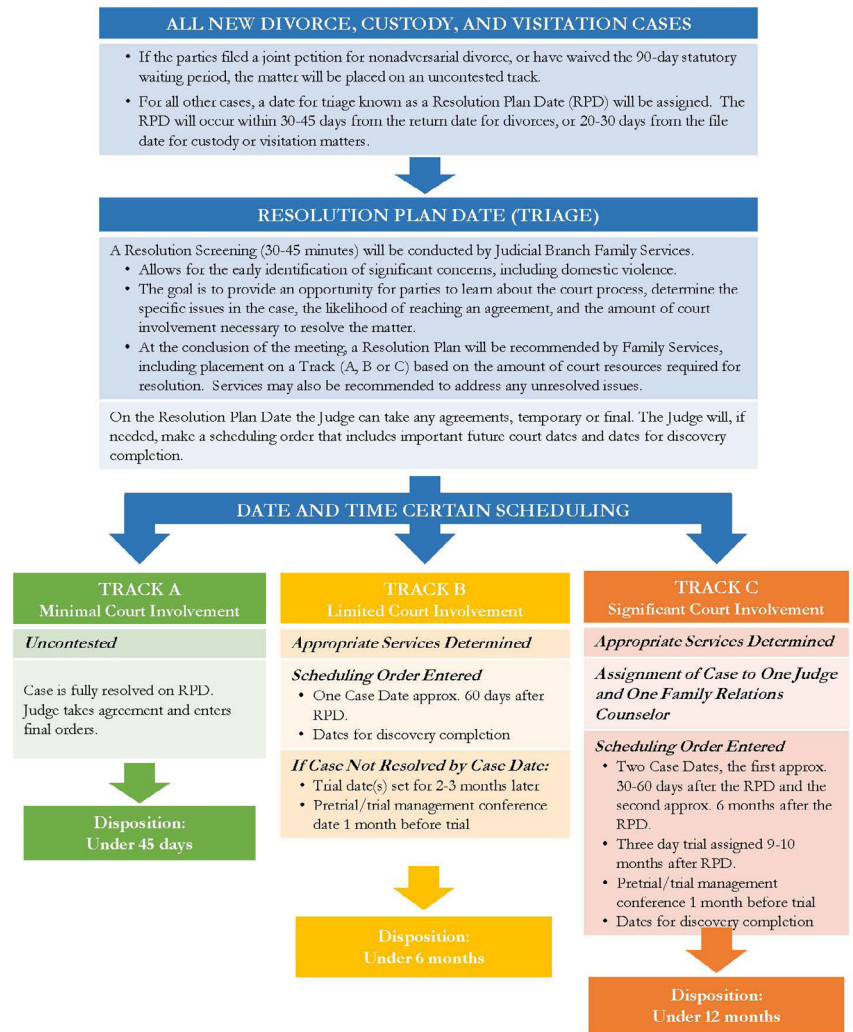 ALL NEW DIVORCE, CUSTODY, AND VISITATION CASES
• If the parties filed a joint petition for nonadversarial divorce, or have waived the 90-day statutory
waiting period, the matter will be placed on an uncontested track.
• For all other cases, a date for triage known as a Resolution Plan Date (RPD) will be assigned. The
RPD will occur within 30-45 days from the return date for divorces, or 20-30 days from the file
date for custody or visitation matters.
RESOLUTION PLAN DATE (TRIAGE)
A Resolution Screening (30-45 minutes) will be conducted by Judicial Branch Family Services.
• Allows for the early identification of significant concerns, including domestic violence.
• The goal is to provide an opportunity for parties to learn about the court process, determine the
specific issues in the case, the likelihood of reaching an agreement, and the amount of court
involvement necessary to resolve the matter.
• At the conclusion of the meeting, a Resolution Plan will be recommended by Family Services,
including placement on a Track (A, B or C) based on the amount of court resources required for
resolution. Services may also be recommended to address any unresolved issues.
On the Resolution Plan Date the Judge can take any agreements, temporary or final. The Judge will, if
needed, make a scheduling order that includes important future court dates and dates for discovery
completion.
DATE AND TIME CERTAIN SCHEDULING
TRACK A
Minimal Court Involvement
Uncontested
Case is fully resolved on RPD.
Judge takes agreement and enters
final orders.
Disposition:
Under 45 days
TRACK B
Limited Court Involvement
Appropriate Services Determined
Scheduling Order Entered
• One Case Date approx. 60 days after
RPD.
• Dates for discovery completion
If Case Not Resolved by Case Date:
• Trial date(s) set for 2-3 months later
• Pretrial/trial management conference
date 1 month before trial
Disposition:
Under 6 months
TRACK C
Significant Court Involvement
Appropriate Services Determined
Assignment of Case to One Judge
and One Family Relations
Counselor
Scheduling Order Entered
• Two Case Dates, the first approx.
30-60 days after the RPD and the
second approx. 6 months after the
RPD.
• Three day trial assigned 9-10
months after RPD.
• Pretrial/trial management
conference 1 month before trial
• Dates for discovery completion
Disposition:
Under 12 months